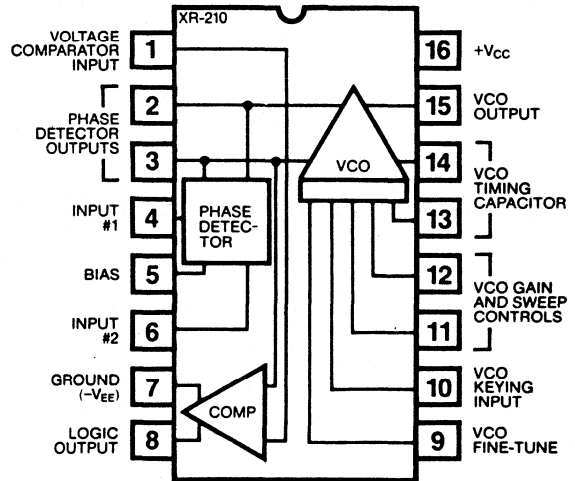 XR-210
VOLTAGE
COMPARATOR
INPUT
1
2
PHASE
DETECTOR
OUTPUTS
3
INPUT
#1
4
BIAS
5
INPUT
#2
6
GROUND
(-VEE)
7
LOGIC
OUTPUT
8
PHASE
DETEC-
TOR
COMP
VCO
16
+VCC
15
VCO
OUTPUT
14
VCO
TIMING
CAPACITOR
13
12
VCO GAIN
AND SWEEP
CONTROLS
11
10
VCO
KEYING
INPUT
9
VCO
FINE-TUNE